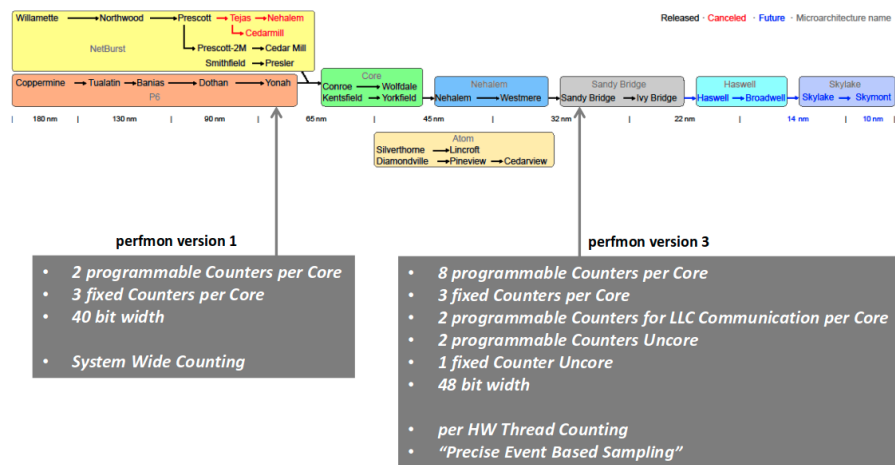 Willamette Northwood Prescott Tejas Nehalem
Released · Canceled · Future · Microarchitecture name
Cedarmill
NetBurst
Prescott-2M Cedar Mill
Smithfield Presler
Coppermine Tualatin Banias Dothan Yonah
P6
Core
Conroe Wolfdale
Kentsfield Yorkfield
Nehalem
Nehalem Westmere
Sandy Bridge
Sandy Bridge Ivy Bridge
Haswell
Haswell Broadwell
Skylake
Skylake Skymont
| 180 nm | 130 nm | 90 nm | 65 nm | 45 nm | 32 nm | 22 nm | 14 nm | 10 nm |
Atom
Silverthorne Lincroft
Diamondville Pineview Cedarview
perfmon version 1
• 2 programmable Counters per Core
• 3 fixed Counters per Core
• 40 bit width
• System Wide Counting
perfmon version 3
• 8 programmable Counters per Core
• 3 fixed Counters per Core
• 2 programmable Counters for LLC Communication per Core
• 2 programmable Counters Uncore
• 1 fixed Counter Uncore
• 48 bit width
• per HW Thread Counting
• “Precise Event Based Sampling”